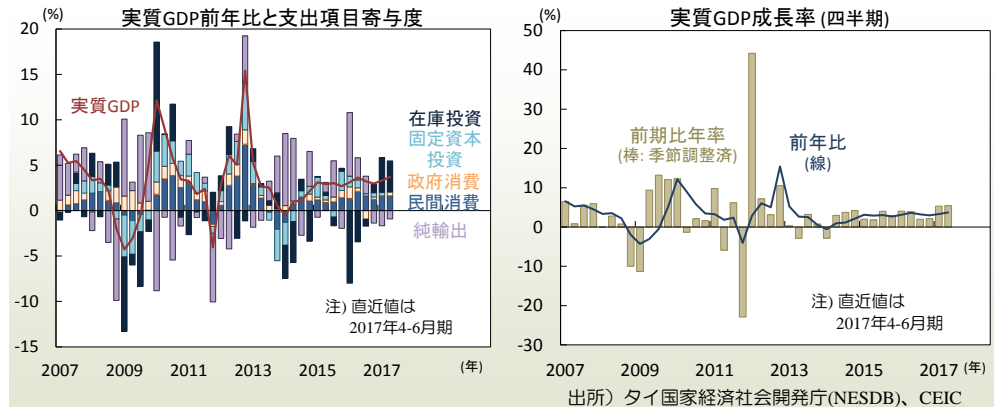 実質GDP前年比と支出項目寄与度
(%)
20
15
10
5
0
-5
-10
-15
実質GDP
在庫投資
固定資本
投資
政府消費
民間消費
純輸出
注) 直近値は
2017年4-6月期
2007
2009
2011
2013
2015
2017
(年)
実質GDP成長率 (四半期)
(%)
50
40
30
20
10
0
-10
-20
-30
前期比年率
(棒: 季節調整済)
前年比
(線)
注) 直近値は
2017年4-6月期
2007
2009
2011
2013
2015
2017
(年)
出所）タイ国家経済社会開発庁(NESDB)、CEIC